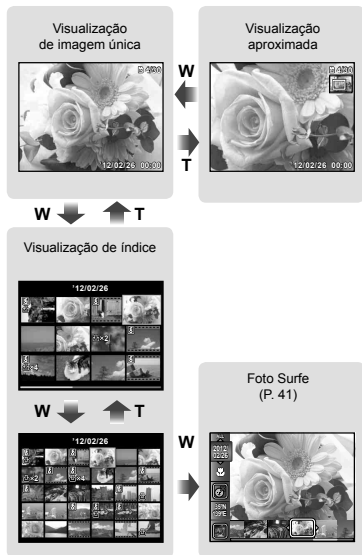 Visualização
de imagem única
4/30
12/02/26 00:00
W
T
Visualização
aproximada
4/30
12/02/26 00:00
W
T
Visualização de índice
'12/02/26
×2
×4
W
T
'12/02/26
×2
×4
W
Foto Surfe
(P. 41)
2012
02/26